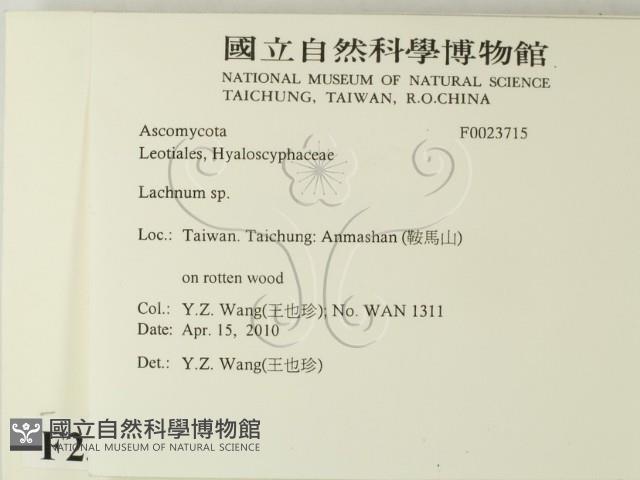 國立自然科學博物館
NATIONAL MUSEUM OF NATURAL SCIENCE
TAICHUNG, TAIWAN, R.O.CHINA
Ascomycota F0023715
Leotiales, Hyaloscyphaceae
Lachnum sp.
Loc.: Taiwan. Taichung: Anmashan (鞍馬山)
on rotten wood
Col.: Y.Z. Wang(王也珍); No. WAN 1311
Date: Apr. 15, 2010
Det.: Y.Z. Wang(王也珍)
國立自然科學博物館
NATIONAL MUSEUM OF NATURAL SCIENCE
F2